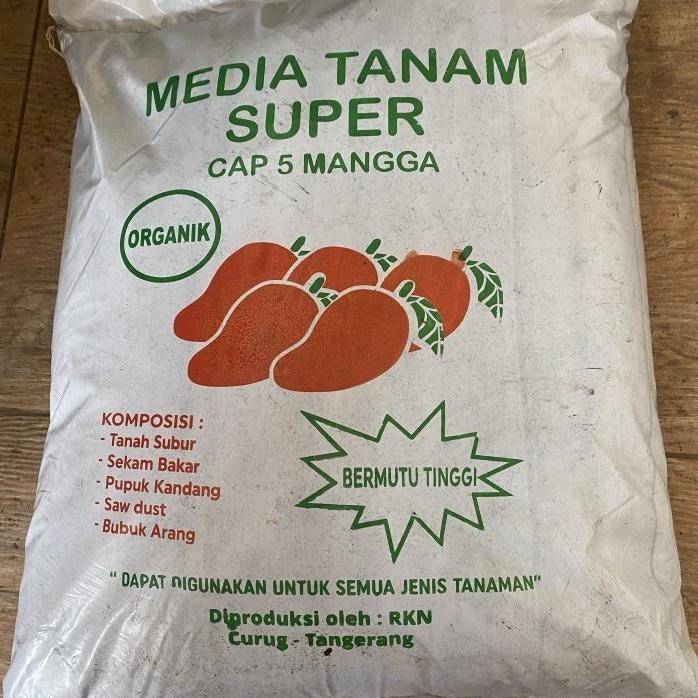 MEDIA TANAM
SUPER
CAP 5 MANGGA
ORGANIK
KOMPOSISI :
- Tanah Subur
- Sekam Bakar
- Pupuk Kandang
- Saw dust
- Bubuk Arang
BERMUTU TINGGI
" DAPAT DIGUNAKAN UNTUK SEMUA JENIS TANAMAN"
Diproduksi oleh : RKN
Curug - Tangerang